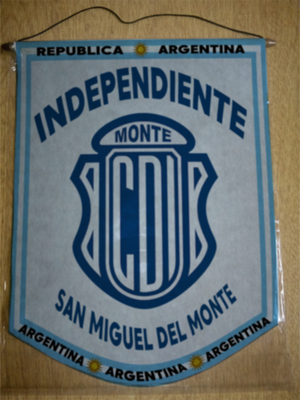 REPUBLICA ARGENTINA
INDEPENDIENTE
MONTE
CDI
SAN MIGUEL DEL MONTE
ARGENTINA ARGENTINA ARGENTINA